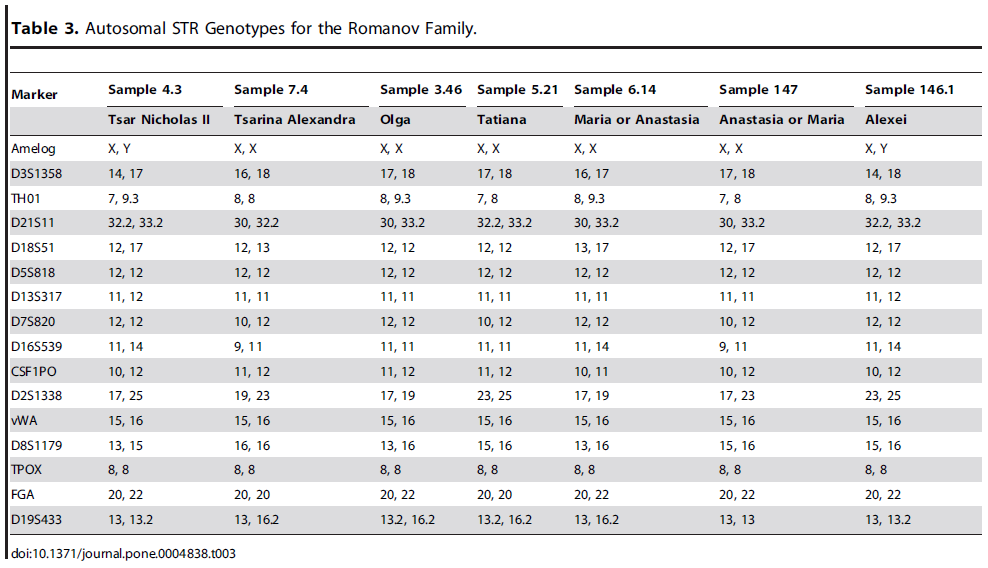 Table 3. Autosomal STR Genotypes for the Romanov Family.
Marker Sample 4.3 Sample 7.4 Sample 3.46 Sample 5.21 Sample 6.14 Sample 147 Sample 146.1
Tsar Nicholas II Tsarina Alexandra Olga Tatiana Maria or Anastasia Anastasia or Maria Alexei
Amelog X, Y X, X X, X X, X X, X X, X X, Y
D3S1358 14, 17 16, 18 17, 18 17, 18 16, 17 17, 18 14, 18
TH01 7, 9.3 8, 8 8, 9.3 7, 8 8, 9.3 7, 8 8, 9.3
D21S11 32.2, 33.2 30, 32.2 30, 33.2 32.2, 33.2 30, 33.2 30, 33.2 32.2, 33.2
D18S51 12, 17 12, 13 12, 12 12, 12 13, 17 12, 17 12, 17
D5S818 12, 12 12, 12 12, 12 12, 12 12, 12 12, 12 12, 12
D13S317 11, 12 11, 11 11, 11 11, 11 11, 11 11, 11 11, 12
D7S820 12, 12 10, 12 12, 12 10, 12 12, 12 10, 12 12, 12
D16S539 11, 14 9, 11 11, 11 11, 11 11, 14 9, 11 11, 14
CSF1PO 10, 12 11, 12 11, 12 11, 12 10, 11 10, 12 10, 12
D2S1338 17, 25 19, 23 17, 19 23, 25 17, 19 17, 23 23, 25
vWA 15, 16 15, 16 15, 16 15, 16 15, 16 15, 16 15, 16
D8S1179 13, 15 16, 16 13, 16 15, 16 13, 16 15, 16 15, 16
TPOX 8, 8 8, 8 8, 8 8, 8 8, 8 8, 8 8, 8
FGA 20, 22 20, 20 20, 22 20, 20 20, 22 20, 22 20, 22
D19S433 13, 13.2 13, 16.2 13.2, 16.2 13.2, 16.2 13, 16.2 13, 13 13, 13.2
doi:10.1371/journal.pone.0004838.t003